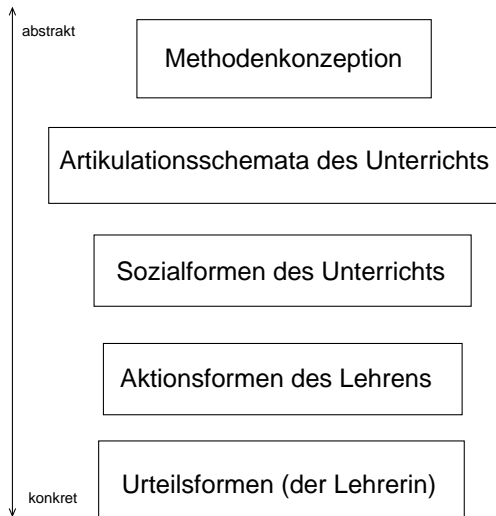 abstrakt
Methodenkonzeption
Artikulationsschemata des Unterrichts
Sozialformen des Unterrichts
Aktionsformen des Lehrens
Urteilsformen (der Lehrerin)
konkret